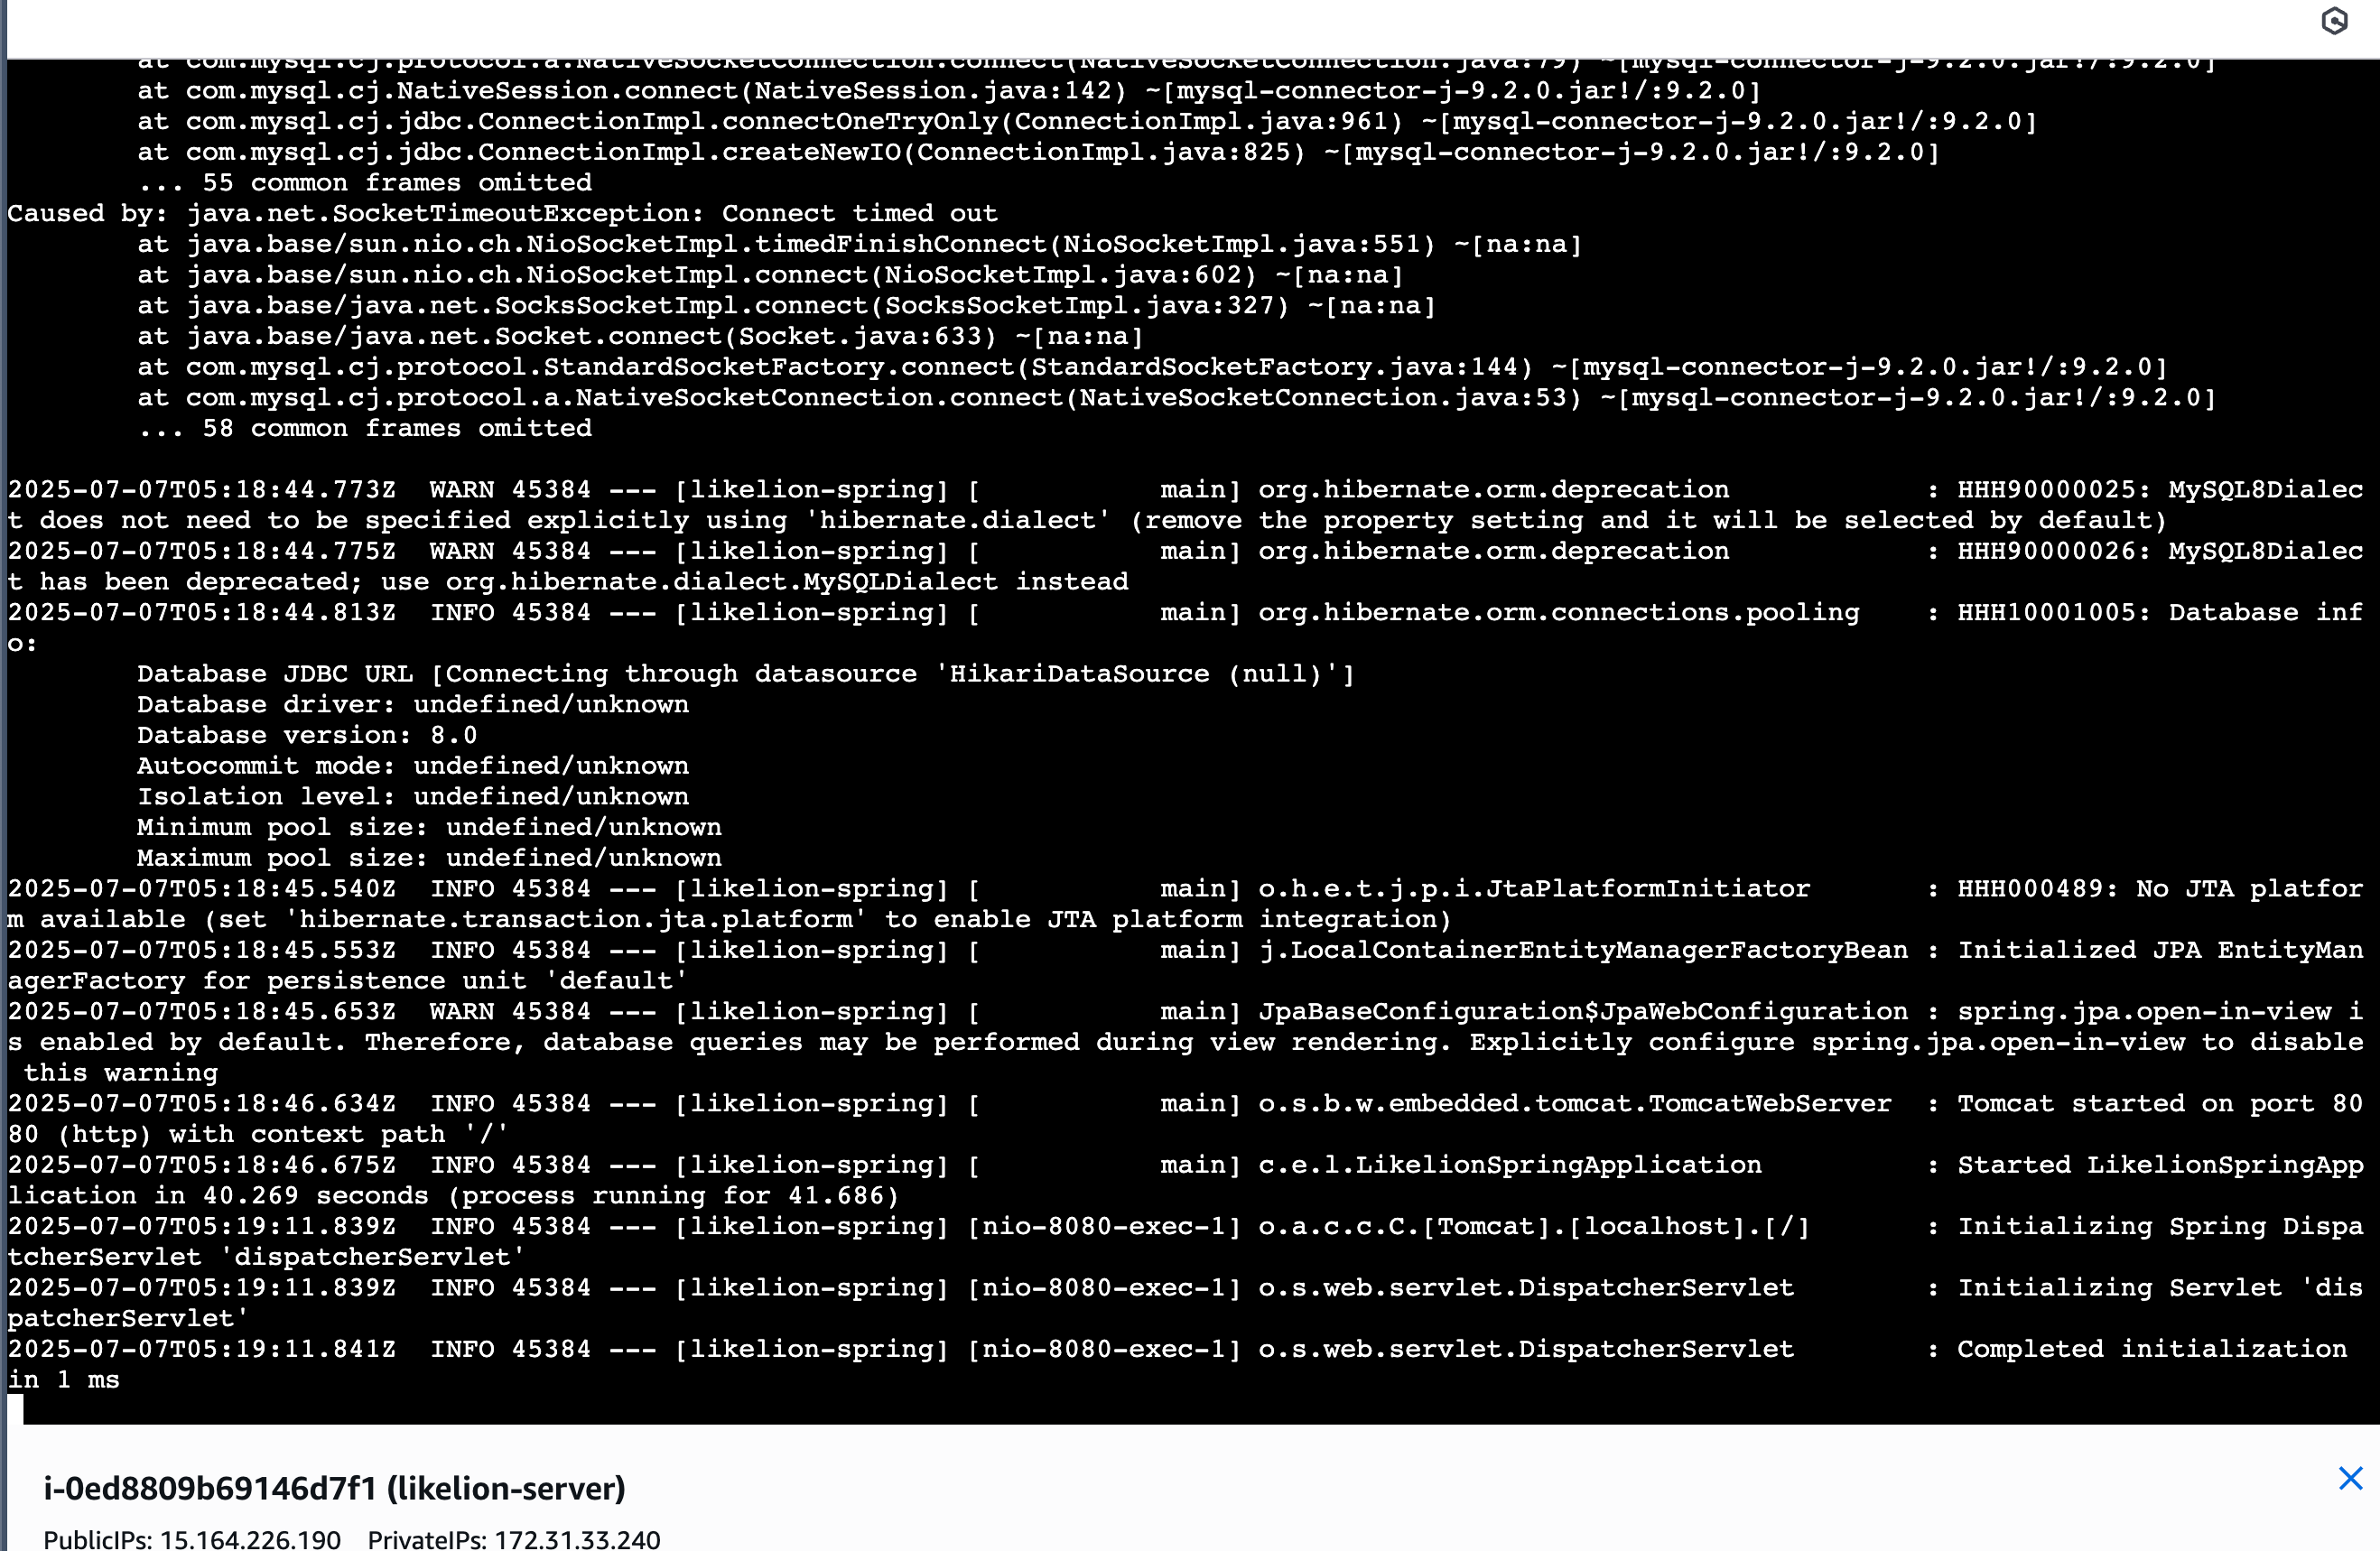 at com.mysql.cj.protocol.a.NativeSocketConnection.connect(NativeSocketConnection.java:79) ~[mysql-connector-j-9.2.0.jar!/:9.2.0]
at com.mysql.cj.NativeSession.connect(NativeSession.java:142) ~[mysql-connector-j-9.2.0.jar!/:9.2.0]
at com.mysql.cj.jdbc.ConnectionImpl.connectOneTryOnly(ConnectionImpl.java:961) ~[mysql-connector-j-9.2.0.jar!/:9.2.0]
at com.mysql.cj.jdbc.ConnectionImpl.createNewIO(ConnectionImpl.java:825) ~[mysql-connector-j-9.2.0.jar!/:9.2.0]
... 55 common frames omitted
Caused by: java.net.SocketTimeoutException: Connect timed out
at java.base/sun.nio.ch.NioSocketImpl.timedFinishConnect(NioSocketImpl.java:551) ~[na:na]
at java.base/sun.nio.ch.NioSocketImpl.connect(NioSocketImpl.java:602) ~[na:na]
at java.base/java.net.SocksSocketImpl.connect(SocksSocketImpl.java:327) ~[na:na]
at java.base/java.net.Socket.connect(Socket.java:633) ~[na:na]
at com.mysql.cj.protocol.StandardSocketFactory.connect(StandardSocketFactory.java:144) ~[mysql-connector-j-9.2.0.jar!/:9.2.0]
at com.mysql.cj.protocol.a.NativeSocketConnection.connect(NativeSocketConnection.java:53) ~[mysql-connector-j-9.2.0.jar!/:9.2.0]
... 58 common frames omitted
2025-07-07T05:18:44.773Z  WARN 45384 --- [likelion-spring] [           main] org.hibernate.orm.deprecation            : HHH90000025: MySQL8Dialec
t does not need to be specified explicitly using 'hibernate.dialect' (remove the property setting and it will be selected by default)
2025-07-07T05:18:44.775Z  WARN 45384 --- [likelion-spring] [           main] org.hibernate.orm.deprecation            : HHH90000026: MySQL8Dialec
t has been deprecated; use org.hibernate.dialect.MySQLDialect instead
2025-07-07T05:18:44.813Z  INFO 45384 --- [likelion-spring] [           main] org.hibernate.orm.connections.pooling    : HHH10001005: Database inf
o:
Database JDBC URL [Connecting through datasource 'HikariDataSource (null)']
Database driver: undefined/unknown
Database version: 8.0
Autocommit mode: undefined/unknown
Isolation level: undefined/unknown
Minimum pool size: undefined/unknown
Maximum pool size: undefined/unknown
2025-07-07T05:18:45.540Z  INFO 45384 --- [likelion-spring] [           main] o.h.e.t.j.p.i.JtaPlatformInitiator       : HHH000489: No JTA platfor
m available (set 'hibernate.transaction.jta.platform' to enable JTA platform integration)
2025-07-07T05:18:45.553Z  INFO 45384 --- [likelion-spring] [           main] j.LocalContainerEntityManagerFactoryBean : Initialized JPA EntityMan
agerFactory for persistence unit 'default'
2025-07-07T05:18:45.653Z  WARN 45384 --- [likelion-spring] [           main] JpaBaseConfiguration$JpaWebConfiguration : spring.jpa.open-in-view i
s enabled by default. Therefore, database queries may be performed during view rendering. Explicitly configure spring.jpa.open-in-view to disable
this warning
2025-07-07T05:18:46.634Z  INFO 45384 --- [likelion-spring] [           main] o.s.b.w.embedded.tomcat.TomcatWebServer  : Tomcat started on port 80
80 (http) with context path '/'
2025-07-07T05:18:46.675Z  INFO 45384 --- [likelion-spring] [           main] c.e.l.LikelionSpringApplication          : Started LikelionSpringApp
lication in 40.269 seconds (process running for 41.686)
2025-07-07T05:19:11.839Z  INFO 45384 --- [likelion-spring] [nio-8080-exec-1] o.a.c.c.C.[Tomcat].[localhost].[/]       : Initializing Spring Dispa
tcherServlet 'dispatcherServlet'
2025-07-07T05:19:11.839Z  INFO 45384 --- [likelion-spring] [nio-8080-exec-1] o.s.web.servlet.DispatcherServlet        : Initializing Servlet 'dis
patcherServlet'
2025-07-07T05:19:11.841Z  INFO 45384 --- [likelion-spring] [nio-8080-exec-1] o.s.web.servlet.DispatcherServlet        : Completed initialization
in 1 ms
i-0ed8809b69146d7f1 (likelion-server)
PublicIPs: 15.164.226.190    PrivateIPs: 172.31.33.240